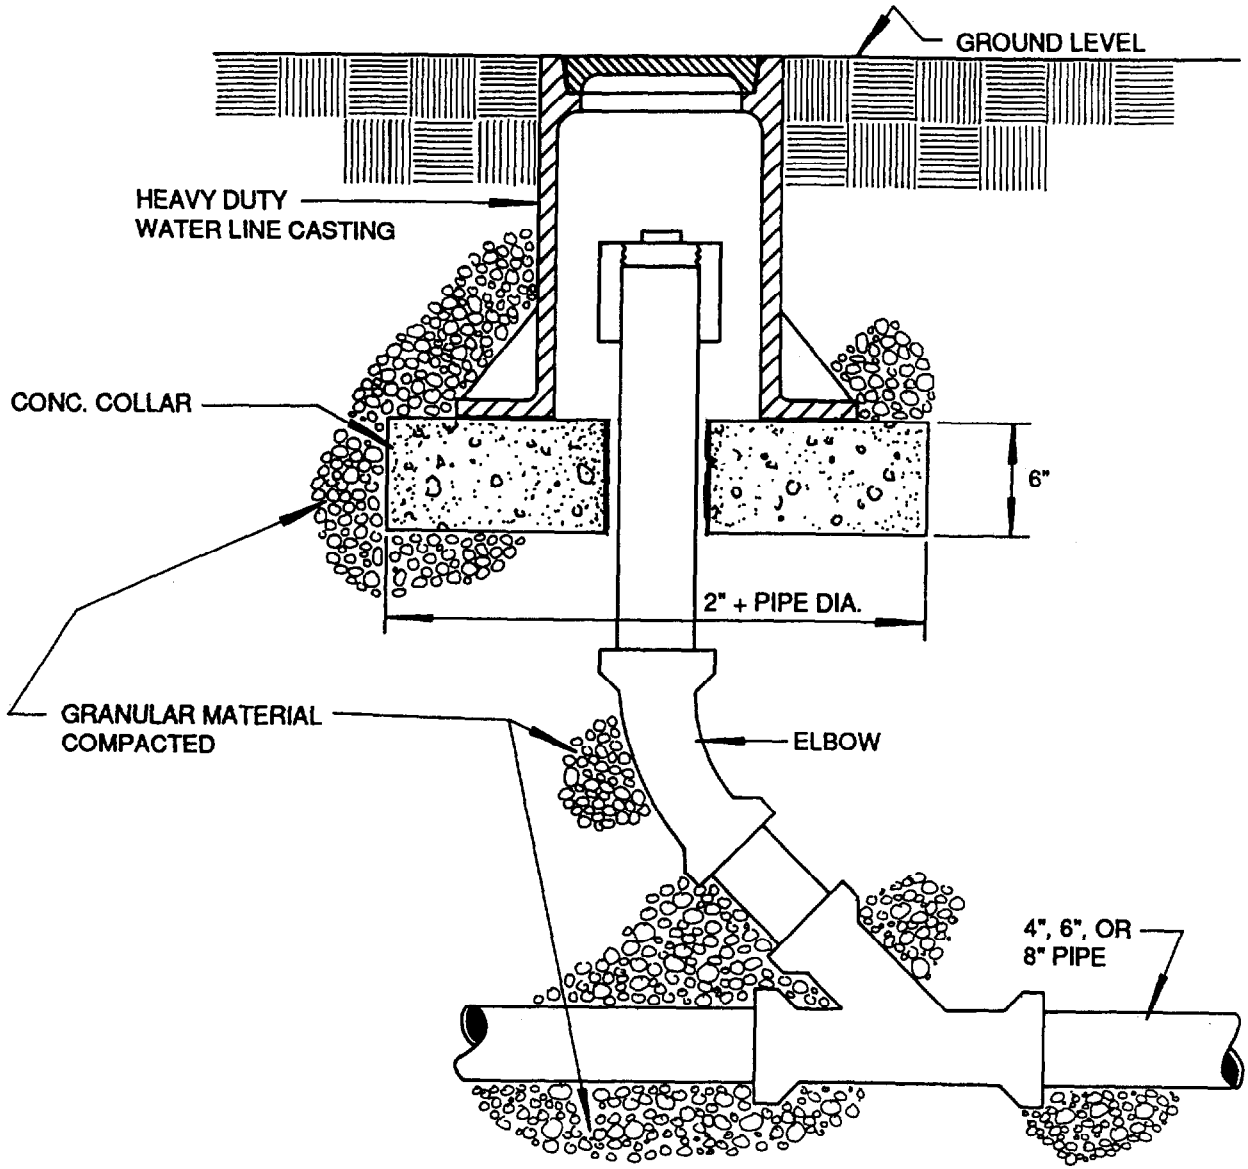 GROUND LEVEL
HEAVY DUTY
WATER LINE CASTING
CONC. COLLAR
6"
2" + PIPE DIA.
GRANULAR MATERIAL
COMPACTED
ELBOW
4", 6", OR
8" PIPE